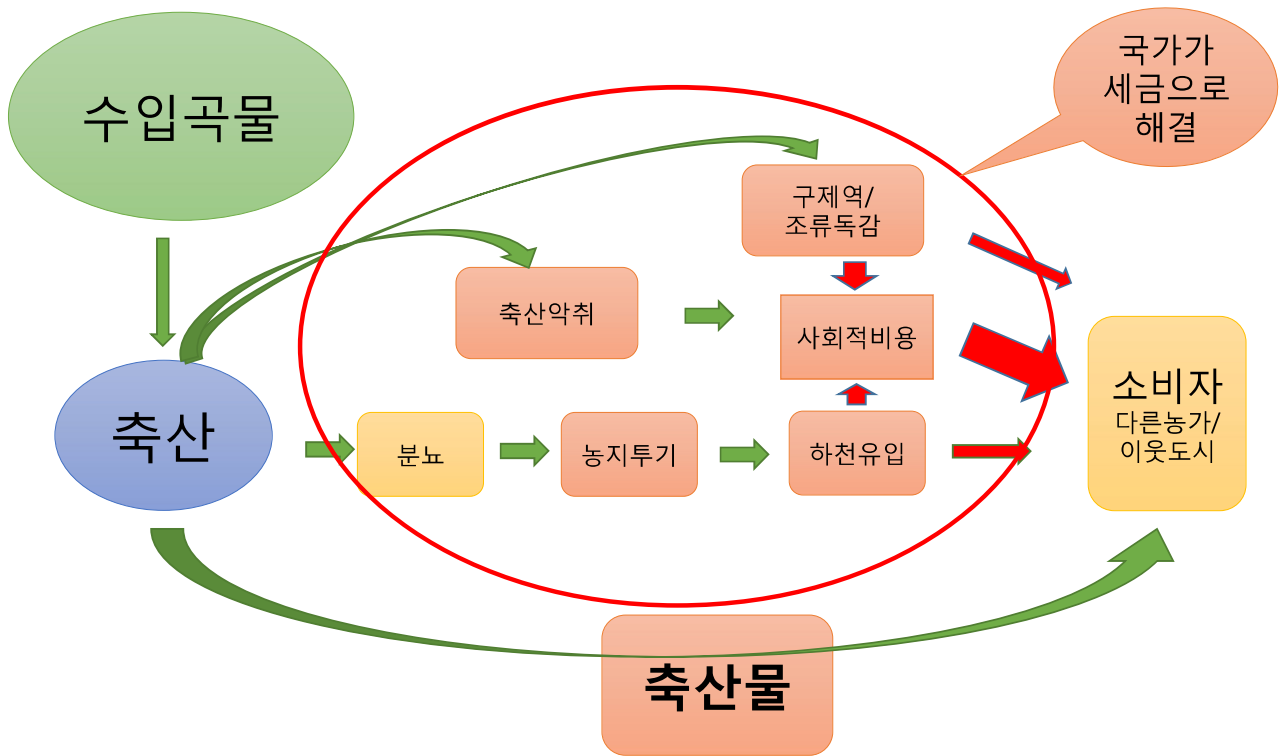 수입곡물
국가가
세금으로
해결
구제역/
조류독감
축산악취
사회적비용
축산
분뇨
농지투기
하천유입
소비자
다른농가/
이웃도시
축산물